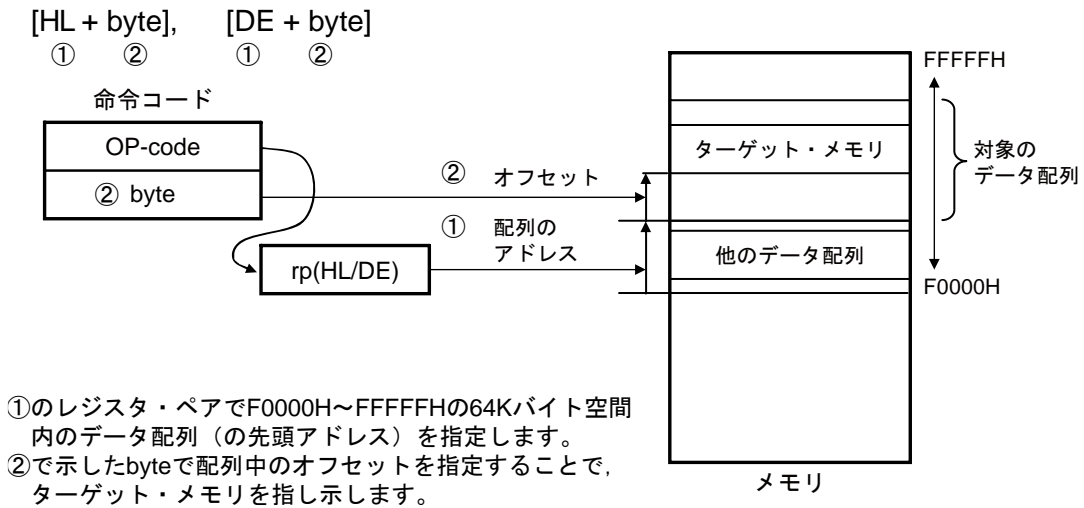 [HL + byte], [DE + byte]
① ② ① ②
命令コード
OP-code
② byte
rp(HL/DE)
② オフセット
① 配列の
アドレス
FFFFFH
ターゲット・メモリ
対象の
データ配列
他のデータ配列
F0000H
メモリ
①のレジスタ・ペアでF0000H～FFFFFHの64Kバイト空間
内のデータ配列（の先頭アドレス）を指定します。
②で示したbyteで配列中のオフセットを指定することで,
ターゲット・メモリを指し示します。